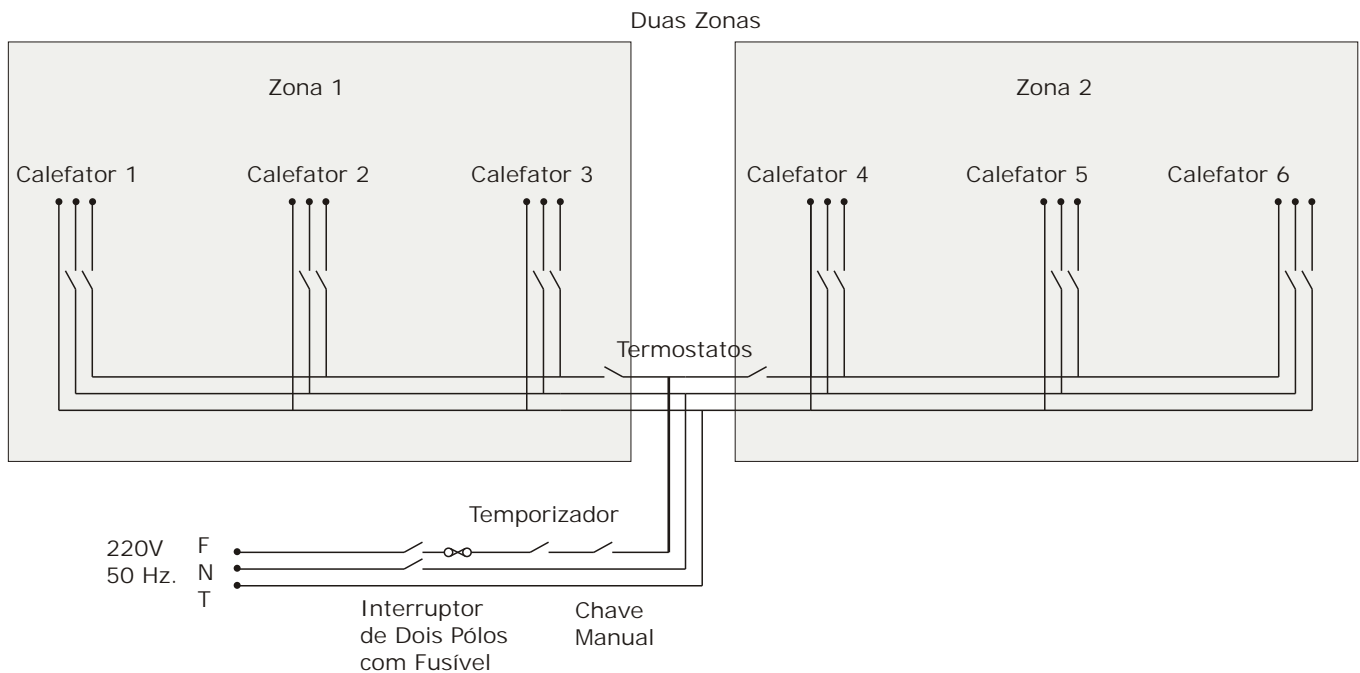 Duas Zonas
Zona 1
Zona 2
Calefator 1
Calefator 2
Calefator 3
Calefator 4
Calefator 5
Calefator 6
Termostatos
Temporizador
220V
50 Hz.
F
N
T
Interruptor
de Dois Pólos
com Fusível
Chave
Manual